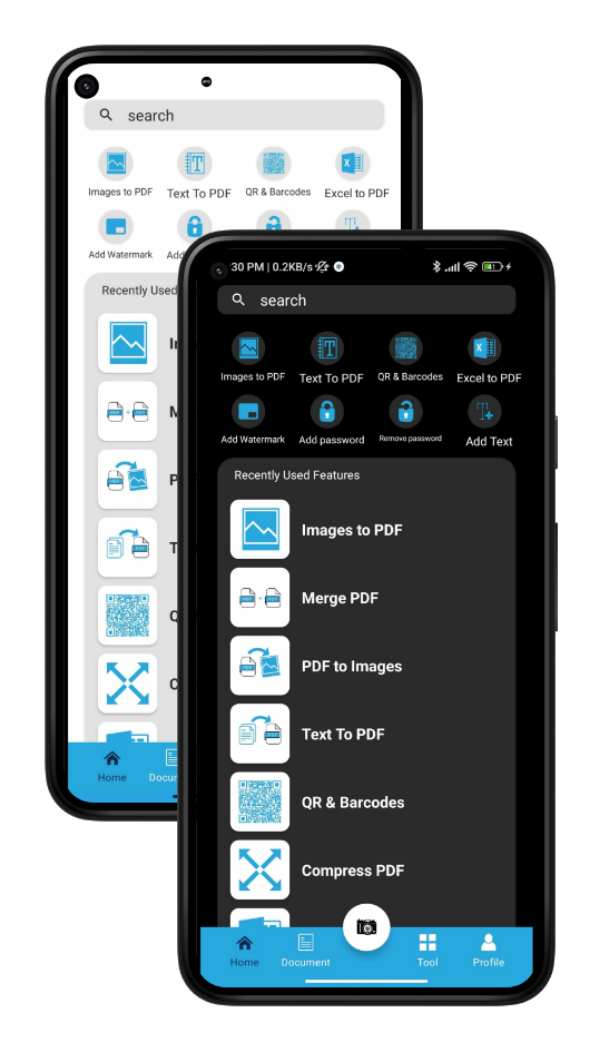 search
Images to PDF
Text To PDF
QR & Barcodes
Excel to PDF
Add Watermark
Recently Used
Home
30 PM | 0.2KB/s
search
Images to PDF
Text To PDF
QR & Barcodes
Excel to PDF
Add Watermark
Add password
Remove password
Add Text
Recently Used Features
Images to PDF
Merge PDF
PDF to Images
Text To PDF
QR & Barcodes
Compress PDF
Home
Document
Tool
Profile